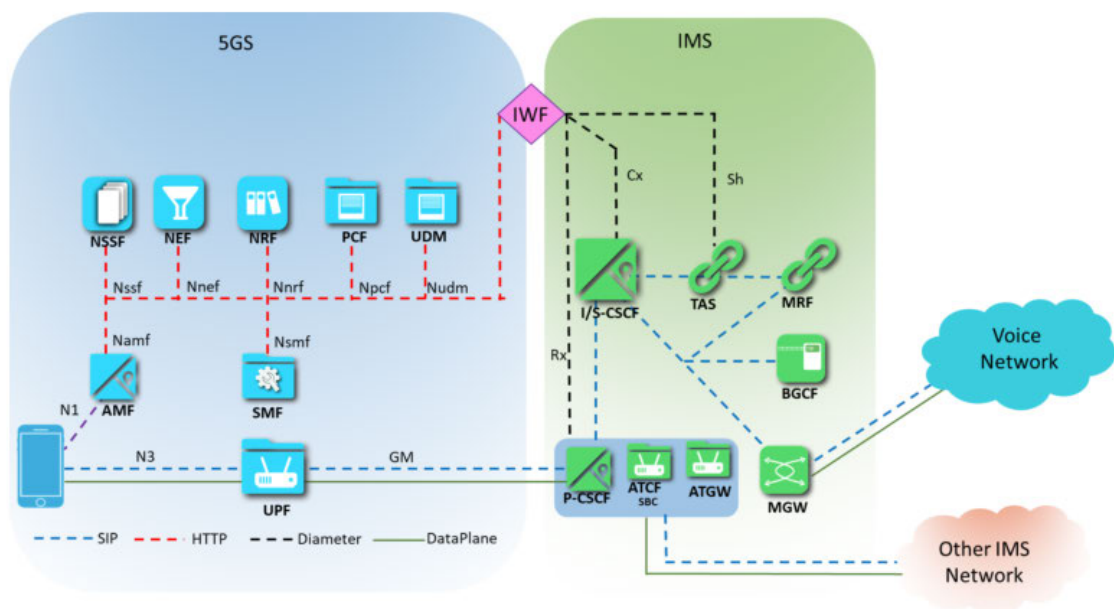 5GS
IMS
IWF
Cx
Sh
NSSF
NEF
NRF
PCF
UDM
Nssf
Nnef
Nnrf
Npcf
Nudm
I/S-CSCF
TAS
MRF
Namf
Nsmf
Rx
BGCF
Voice
Network
AMF
SMF
N1
N3
GM
UPF
P-CSCF
ATCF
SBC
ATGW
MGW
SIP
HTTP
Diameter
DataPlane
Other IMS
Network